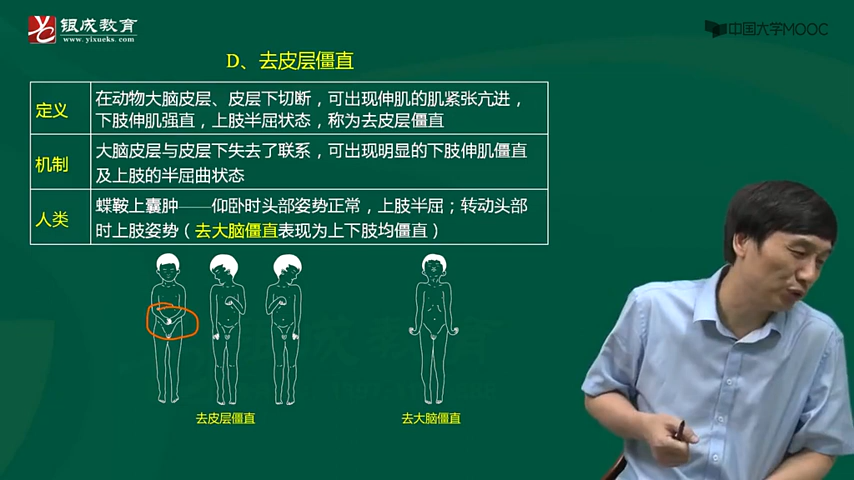 银成教育
www.yixueks.com
中国大学MOOC
D、去皮层僵直
定义
在动物大脑皮层、皮层下切断，可出现伸肌的肌紧张亢进，
下肢伸肌强直，上肢半屈状态，称为去皮层僵直
机制
大脑皮层与皮层下失去了联系，可出现明显的下肢伸肌僵直
及上肢的半屈曲状态
人类
蝶鞍上囊肿——仰卧时头部姿势正常，上肢半屈；转动头部
时上肢姿势（去大脑僵直表现为上下肢均僵直）
去皮层僵直
去大脑僵直